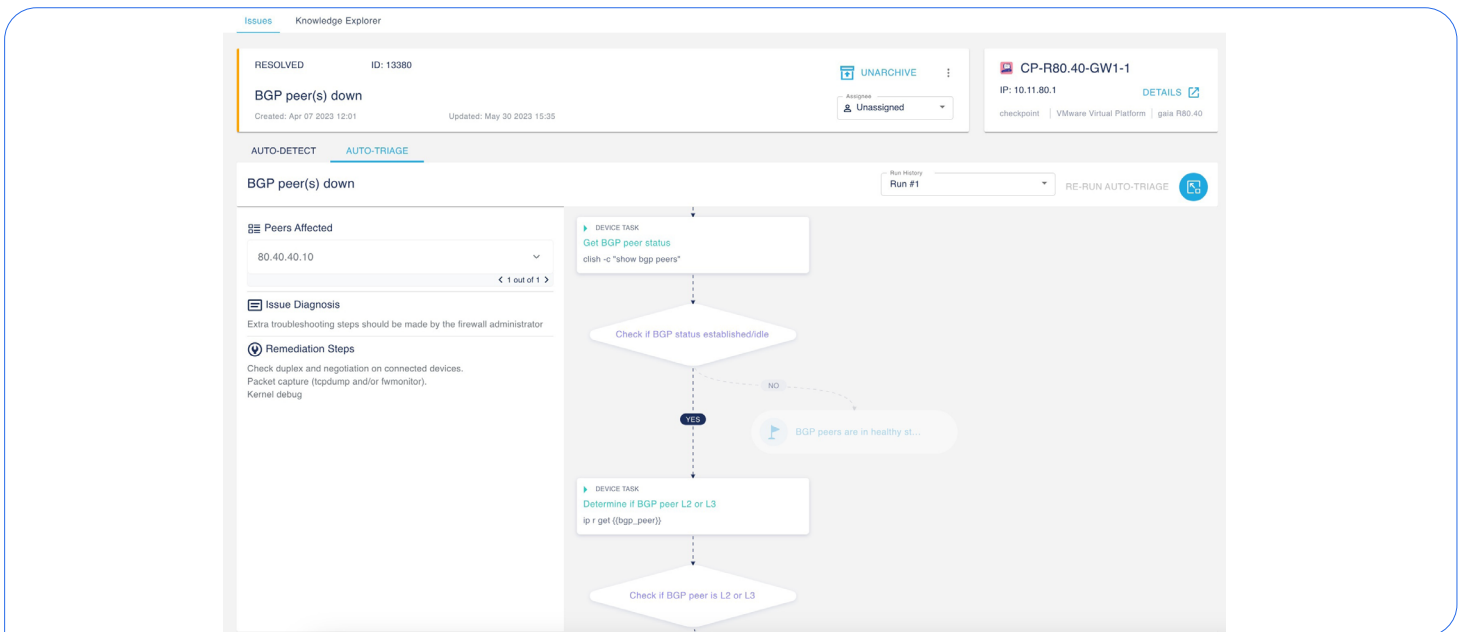 Issues Knowledge Explorer
RESOLVED ID: 13380
BGP peer(s) down
Created: Apr 07 2023 12:01 Updated: May 30 2023 15:35
UNARCHIVE
Assignee
Unassigned
CP-R80.40-GW1-1
IP: 10.11.80.1
DETAILS
checkpoint | VMware Virtual Platform | gaia R80.40
AUTO-DETECT AUTO-TRIAGE
BGP peer(s) down
Run History
Run #1
RE-RUN AUTO-TRIAGE
Peers Affected
80.40.40.10
< 1 out of 1 >
Issue Diagnosis
Extra troubleshooting steps should be made by the firewall administrator
Remediation Steps
Check duplex and negotiation on connected devices.
Packet capture (tcpdump and/or fwmonitor).
Kernel debug
DEVICE TASK
Get BGP peer status
clish -c "show bgp peers"
Check if BGP status established/idle
NO
YES
BGP peers are in healthy st...
DEVICE TASK
Determine if BGP peer L2 or L3
ip r get {{bgp_peer}}
Check if BGP peer is L2 or L3